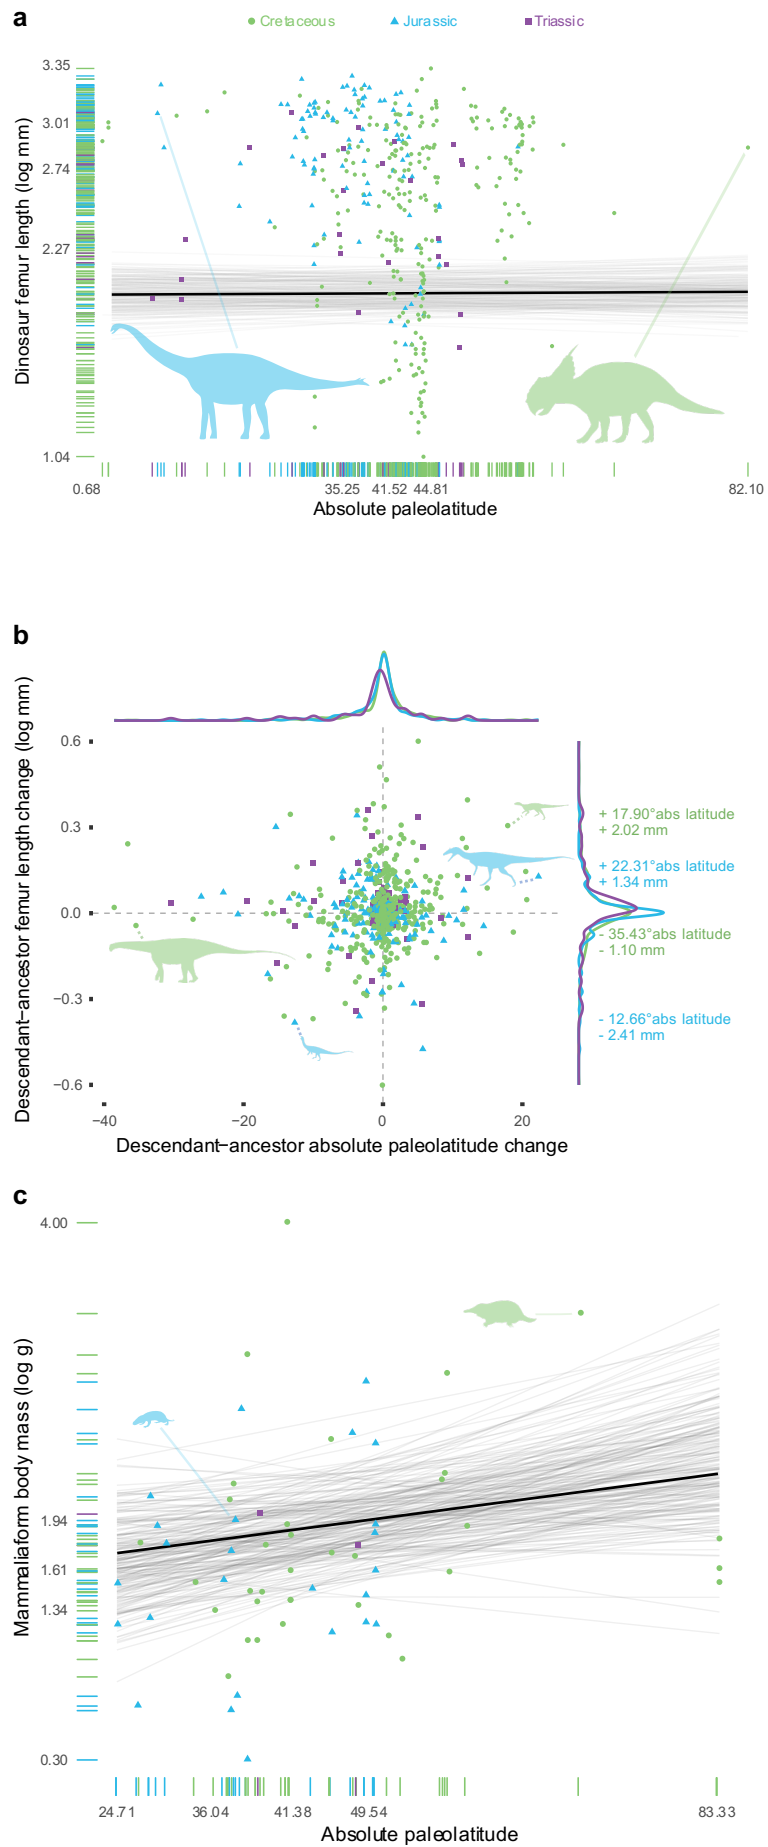 a
Cretaceous Jurassic Triassic
Dinosaur femur length (log mm)
3.35
3.01
2.74
2.27
1.04
0.68 35.25 41.52 44.81 82.10
Absolute paleolatitude
b
Descendant−ancestor femur length change (log mm)
0.6
0.3
0.0
−0.3
−0.6
+ 17.90°abs latitude
+ 2.02 mm
+ 22.31°abs latitude
+ 1.34 mm
- 35.43°abs latitude
- 1.10 mm
- 12.66°abs latitude
- 2.41 mm
−40 −20 0 20
Descendant−ancestor absolute paleolatitude change
c
Mammaliaform body mass (log g)
4.00
1.94
1.61
1.34
0.30
24.71 36.04 41.38 49.54 83.33
Absolute paleolatitude